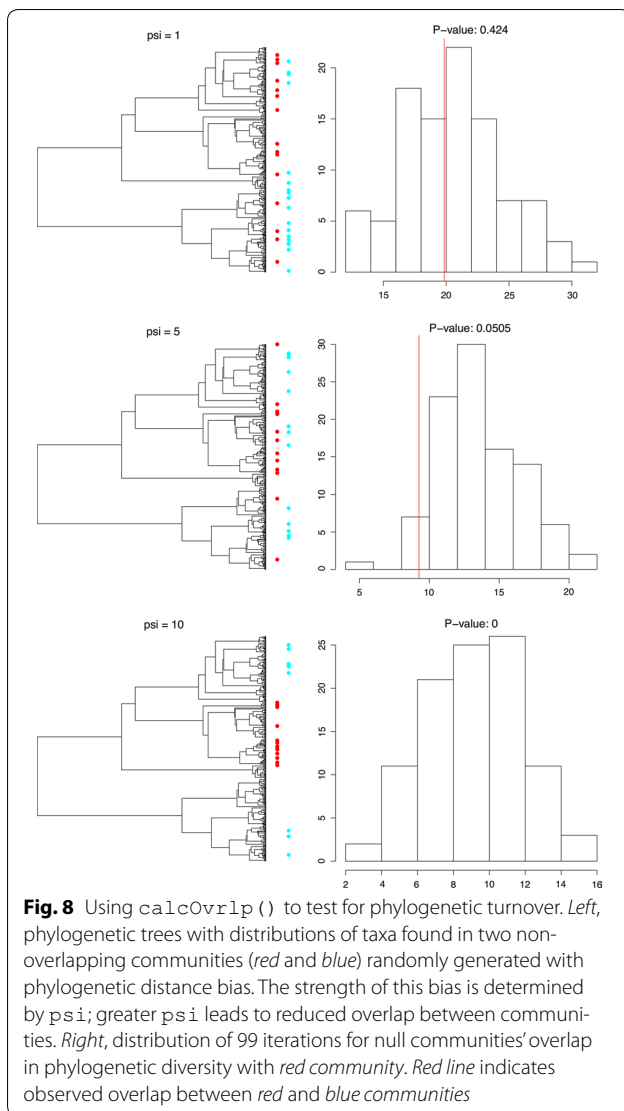 psi = 1
P-value: 0.424
20
15
10
5
0
15 20 25 30
psi = 5
P-value: 0.0505
30
25
20
15
10
5
0
5 10 15 20
psi = 10
P-value: 0
25
20
15
10
5
0
2 4 6 8 10 12 14 16
Fig. 8 Using calcOvrlp() to test for phylogenetic turnover. Left,
phylogenetic trees with distributions of taxa found in two non-
overlapping communities (red and blue) randomly generated with
phylogenetic distance bias. The strength of this bias is determined
by psi; greater psi leads to reduced overlap between communi-
ties. Right, distribution of 99 iterations for null communities' overlap
in phylogenetic diversity with red community. Red line indicates
observed overlap between red and blue communities